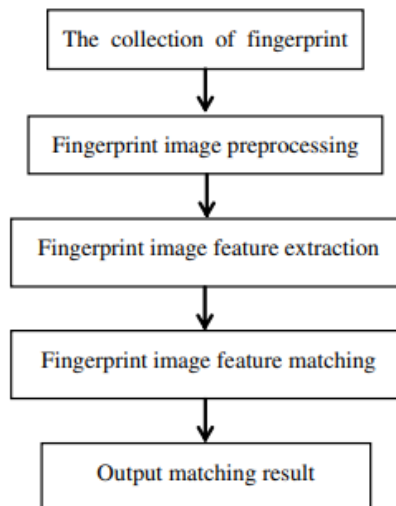 The collection of fingerprint
Fingerprint image preprocessing
Fingerprint image feature extraction
Fingerprint image feature matching
Output matching result